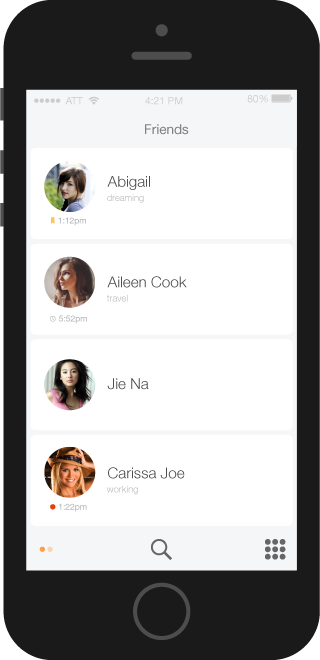 ATT 4:21 PM 80%
Friends
Abigail
dreaming
1:12pm
Aileen Cook
travel
5:52pm
Jie Na
Carissa Joe
working
1:22pm